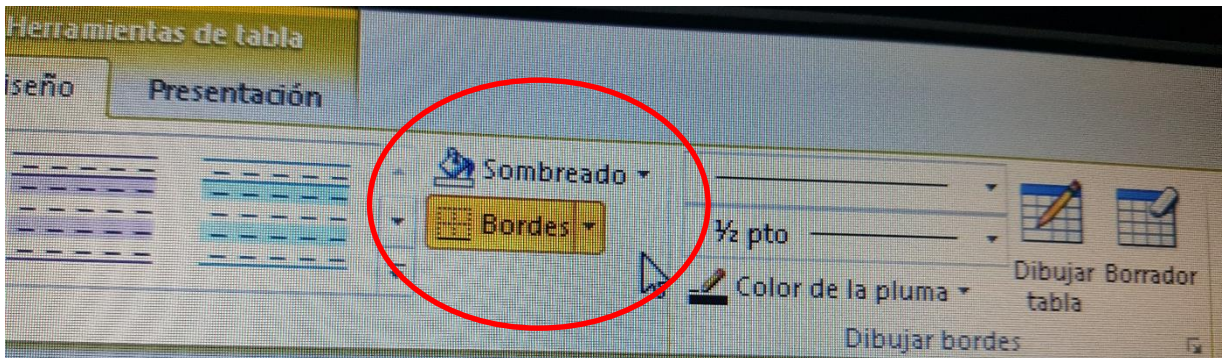 Herramientas de tabla
iseño
Presentación
Sombreado
Bordes
½ pto
Color de la pluma
Dibujar tabla
Borrador
Dibujar bordes